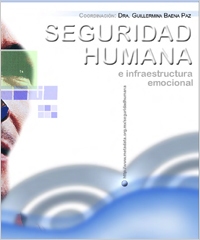 COORDINACIÓN: DRA. GUILLERMINA BAENA PAZ
SEGURIDAD
HUMANA
e infraestructura
emocional